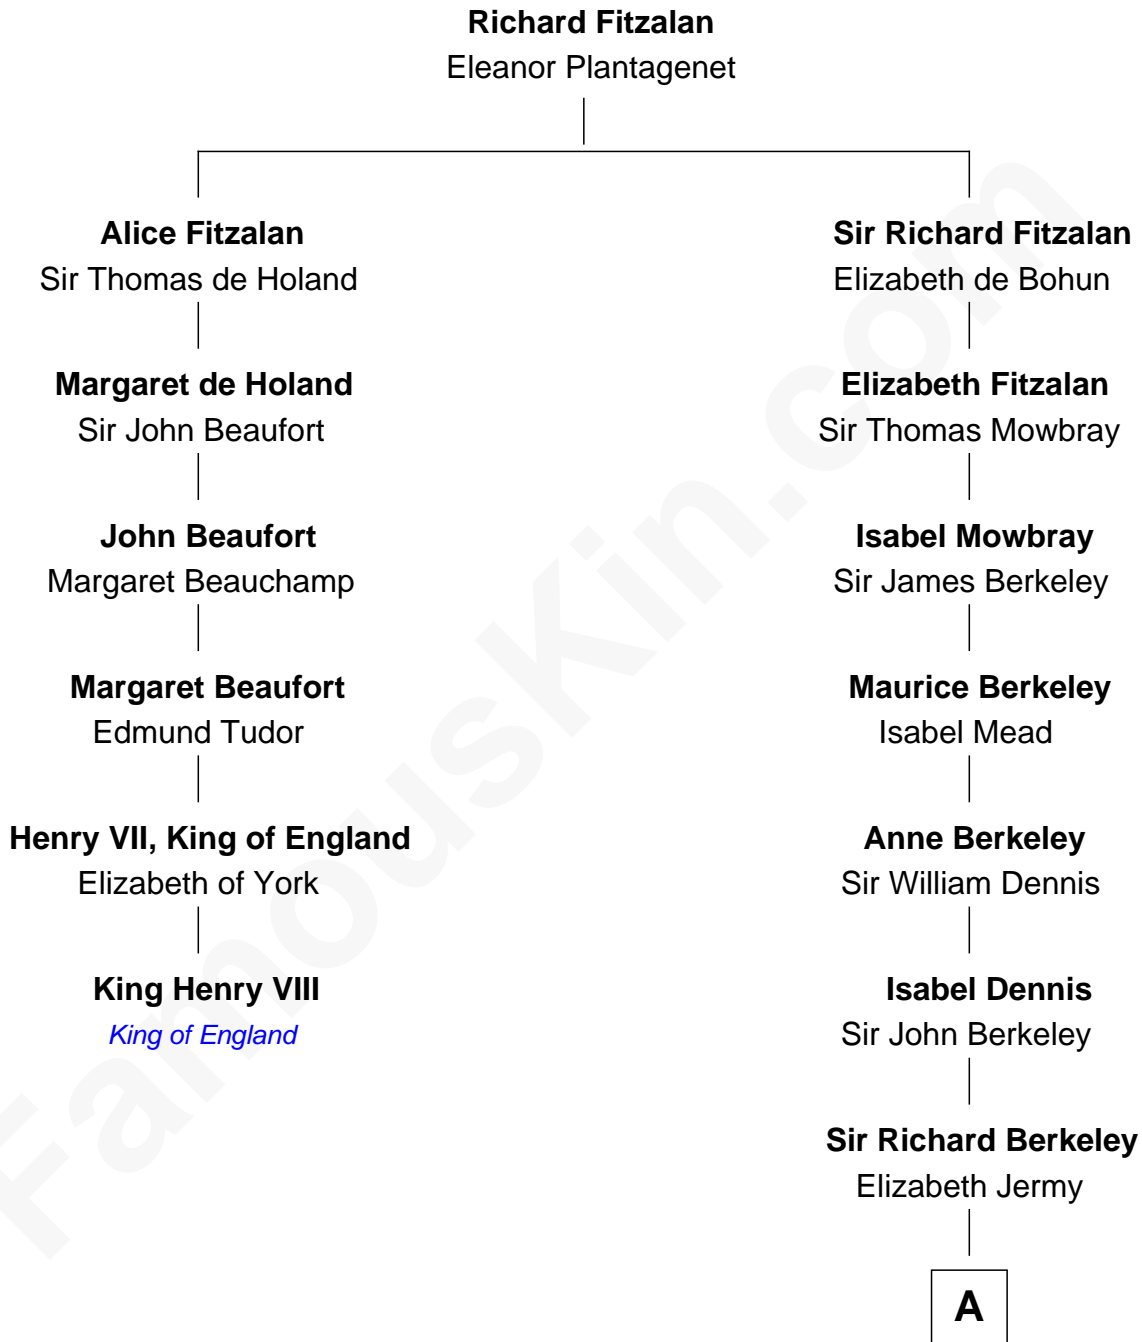 Richard Fitzalan
Eleanor Plantagenet
Alice Fitzalan
Sir Thomas de Holand
Sir Richard Fitzalan
Elizabeth de Bohun
Margaret de Holand
Sir John Beaufort
Elizabeth Fitzalan
Sir Thomas Mowbray
John Beaufort
Margaret Beauchamp
Isabel Mowbray
Sir James Berkeley
Margaret Beaufort
Edmund Tudor
Maurice Berkeley
Isabel Mead
Henry VII, King of England
Elizabeth of York
Anne Berkeley
Sir William Dennis
King Henry VIII
King of England
Isabel Dennis
Sir John Berkeley
Sir Richard Berkeley
Elizabeth Jermy
A
FamousKin.com